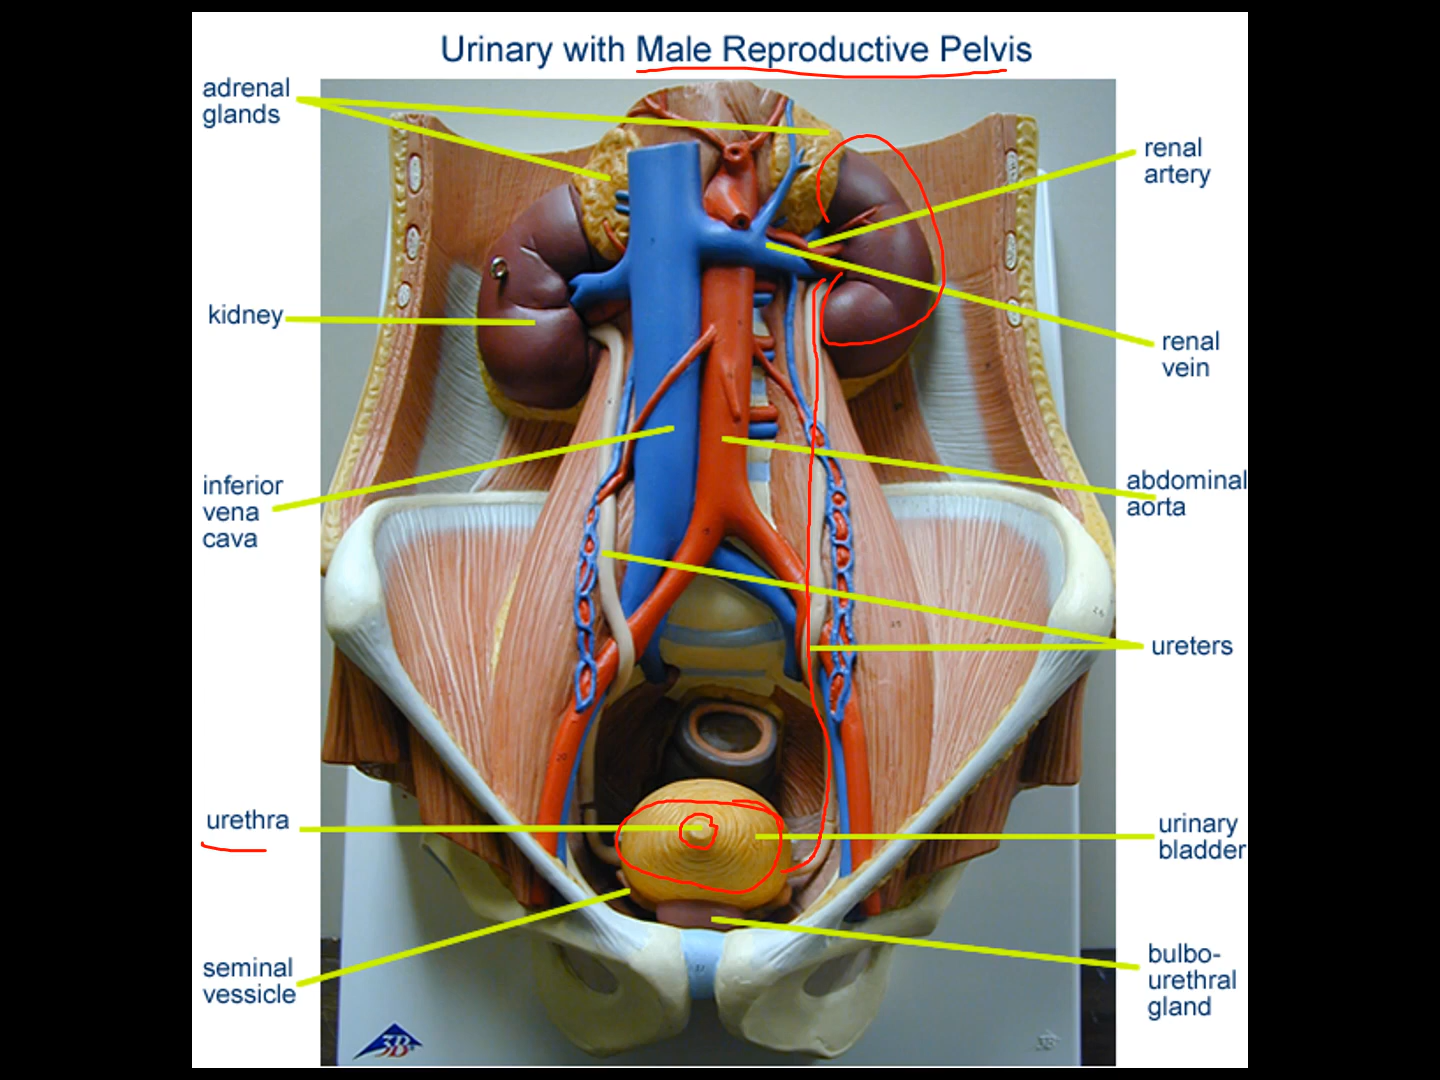 Urinary with Male Reproductive Pelvis
adrenal
glands
renal
artery
kidney
renal
vein
inferior
vena
cava
abdominal
aorta
ureters
urethra
urinary
bladder
seminal
vessicle
bulbo-
urethral
gland
3B